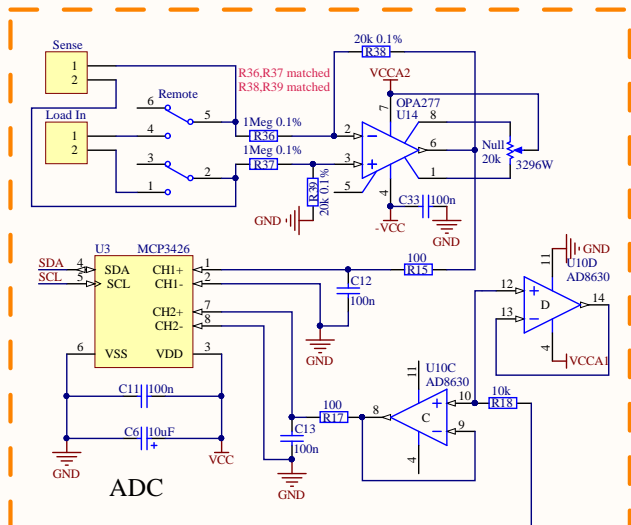 Sense
1
2
Load In
1
2
Remote
6
5
4
3
2
1
R36,R37 matched
R38,R39 matched
20k 0.1%
R38
VCCA2
OPA277
U14
7
8
1Meg 0.1%
R36
2
6
1Meg 0.1%
R37
3
1
5
4
Null
20k
3296W
R39
20k 0.1%
GND
C33
100n
-VCC
GND
U3
MCP3426
SDA
4
SDA
SCL
5
SCL
CH1+
1
CH1-
2
CH2+
7
CH2-
8
6
VSS
VDD
3
100
R15
C12
100n
GND
C11
100n
C6
10uF
+
GND
VCC
100
R17
C13
100n
GND
11
U10C
AD8630
8
C
10
9
4
10k
R18
GND
11
U10D
AD8630
12
13
D
14
4
VCCA1
ADC